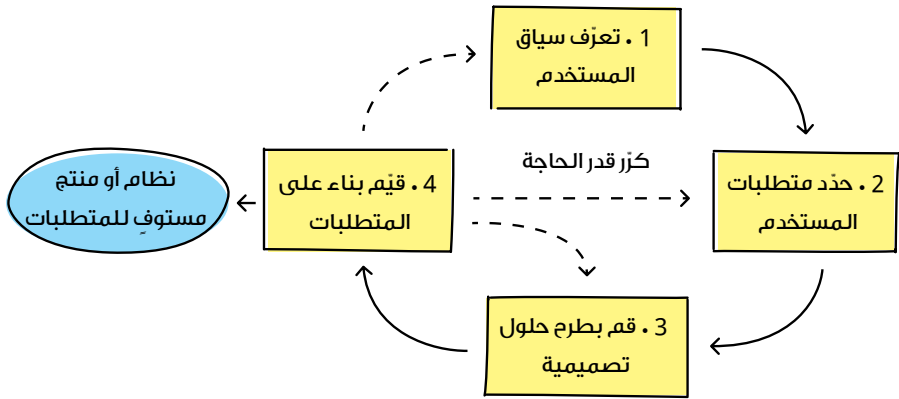 1. تعرّف سياق
المستخدم
2. حدّد متطلبات
المستخدم
3. قم بطرح حلول
تصميمية
4. قيّم بناء على
المتطلبات
كرّر قدر الحاجة
نظام أو منتج
مستوفٍ للمتطلبات